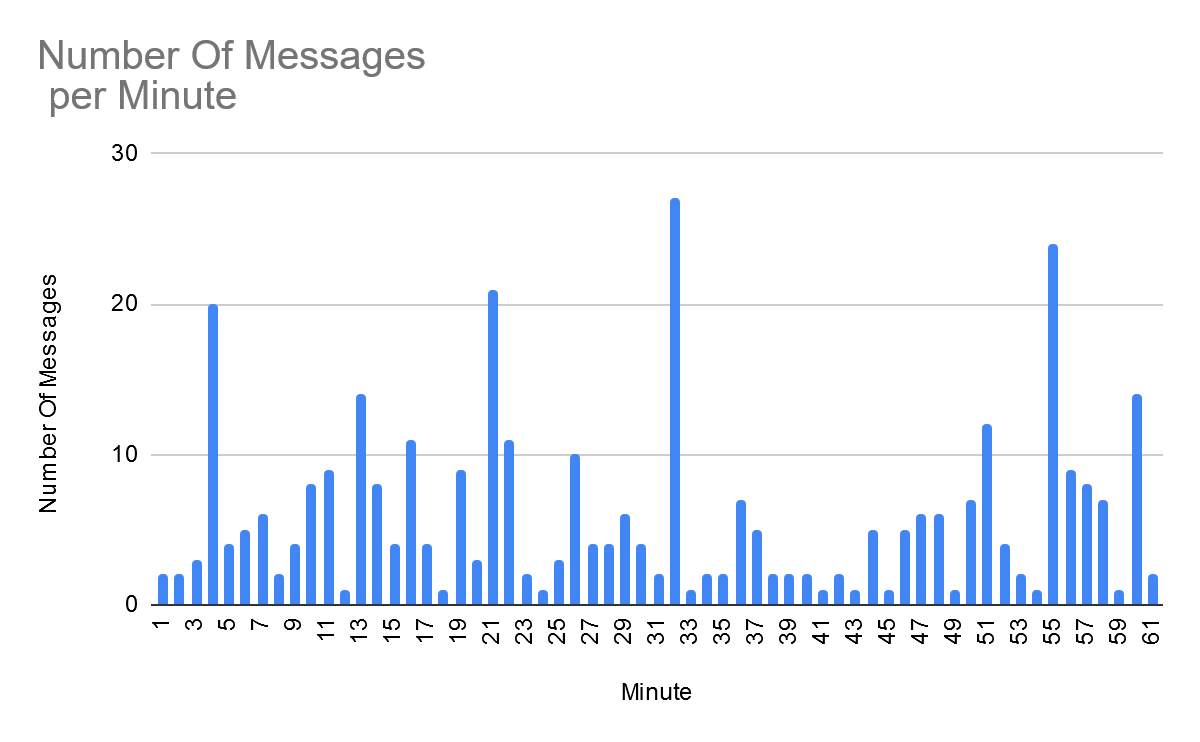 Number Of Messages
per Minute
30
20
10
0
Number Of Messages
1 3 5 7 9 11 13 15 17 19 21 23 25 27 29 31 33 35 37 39 41 43 45 47 49 51 53 55 57 59 61
Minute